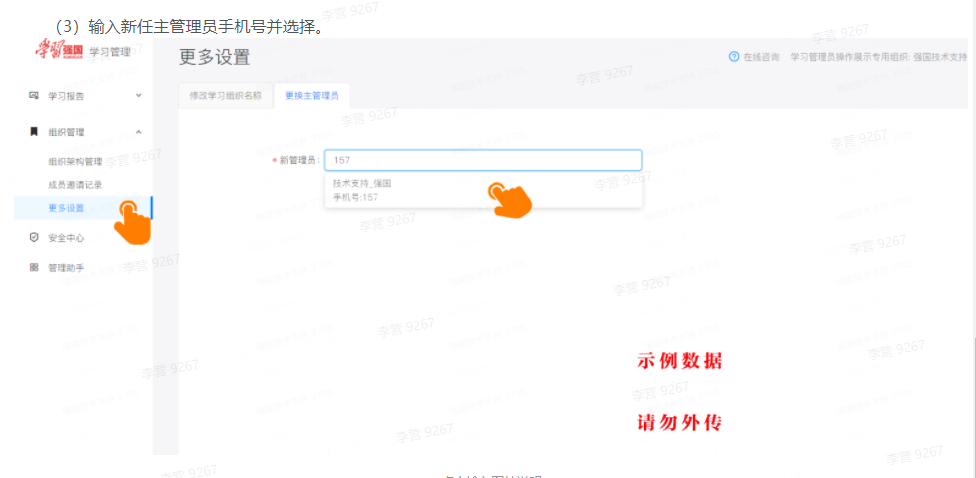 （3）输入新任主管理员手机号并选择。
学习强国 学习管理
更多设置
在线咨询 学习管理员操作展示专用组织: 强国技术支持
学习报告
修改学习组织名称 更换主管理员
组织管理
* 新管理员： 157
组织架构管理
技术支持_强国
成员邀请记录
手机号:157
更多设置
安全中心
管理助手
示例数据
请勿外传
李营 9267